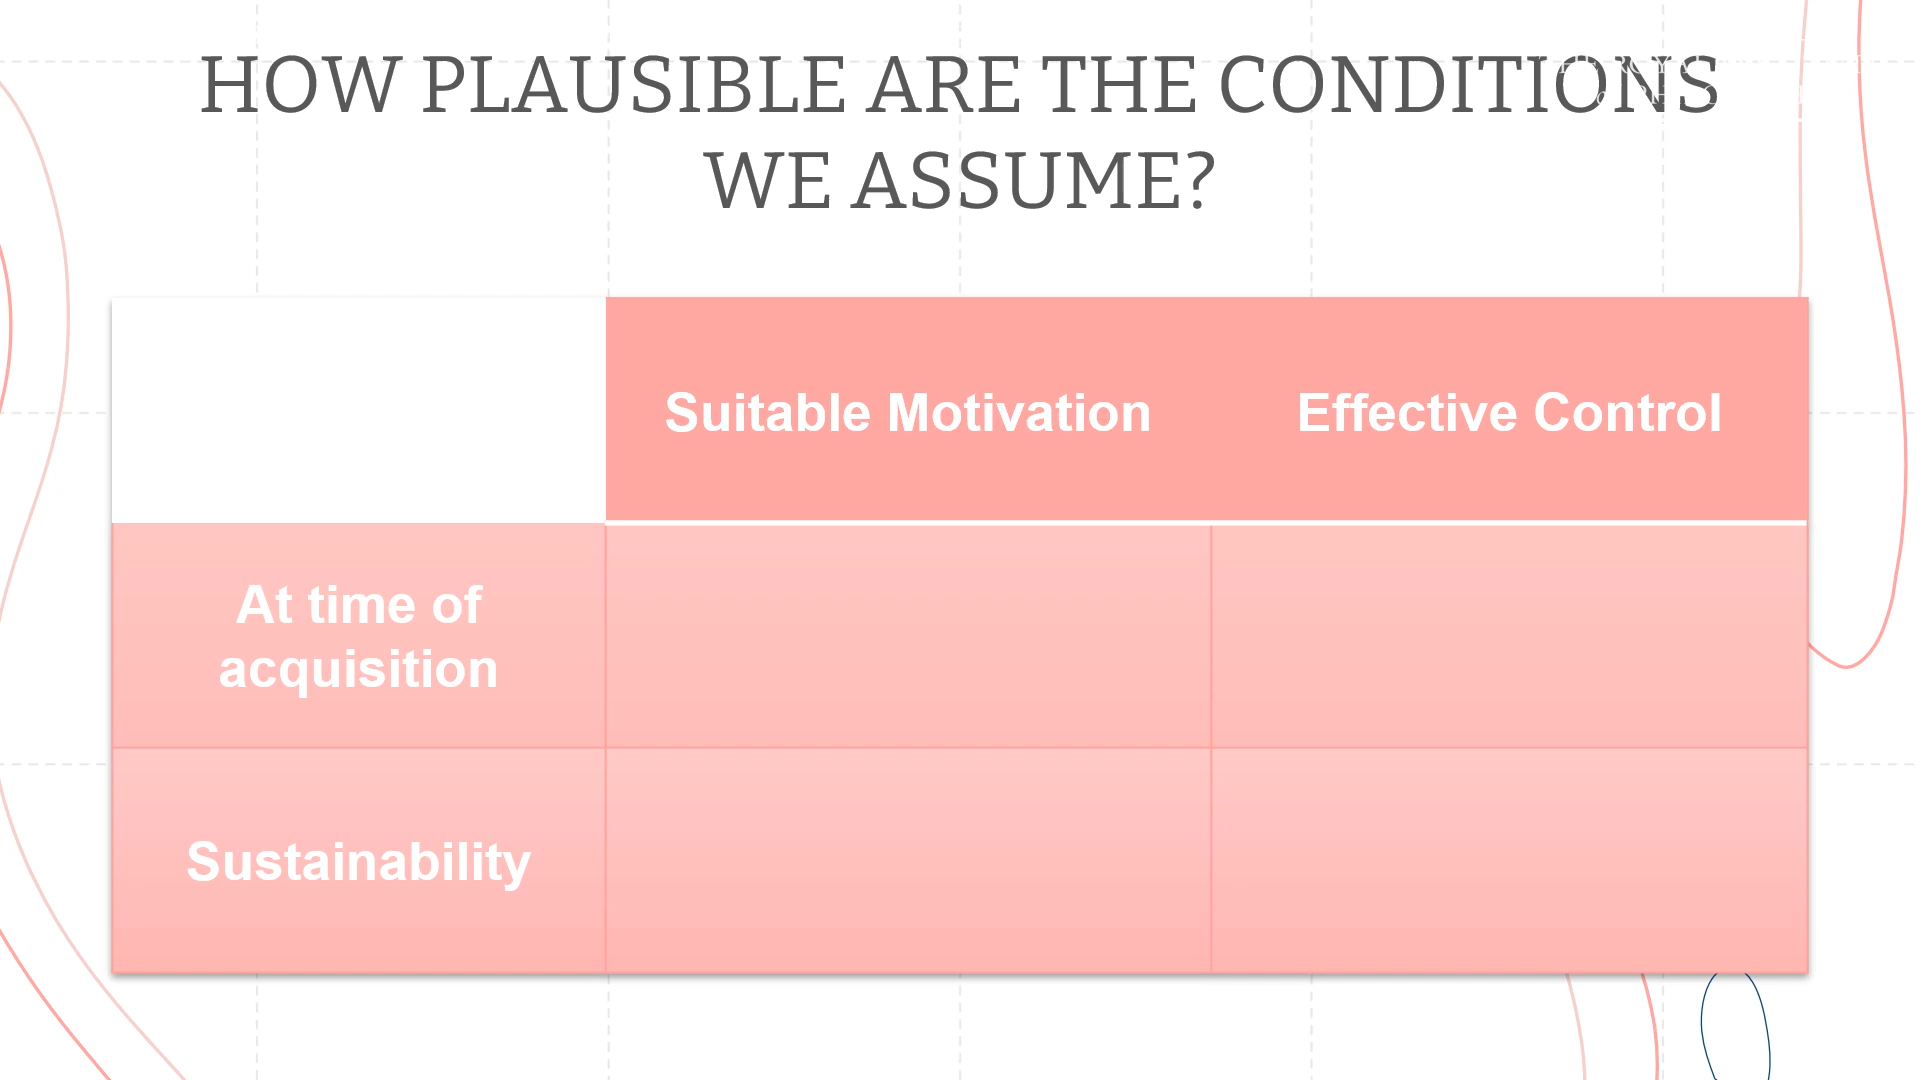 HOW PLAUSIBLE ARE THE CONDITIONS
WE ASSUME?
Suitable Motivation
Effective Control
At time of
acquisition
Sustainability